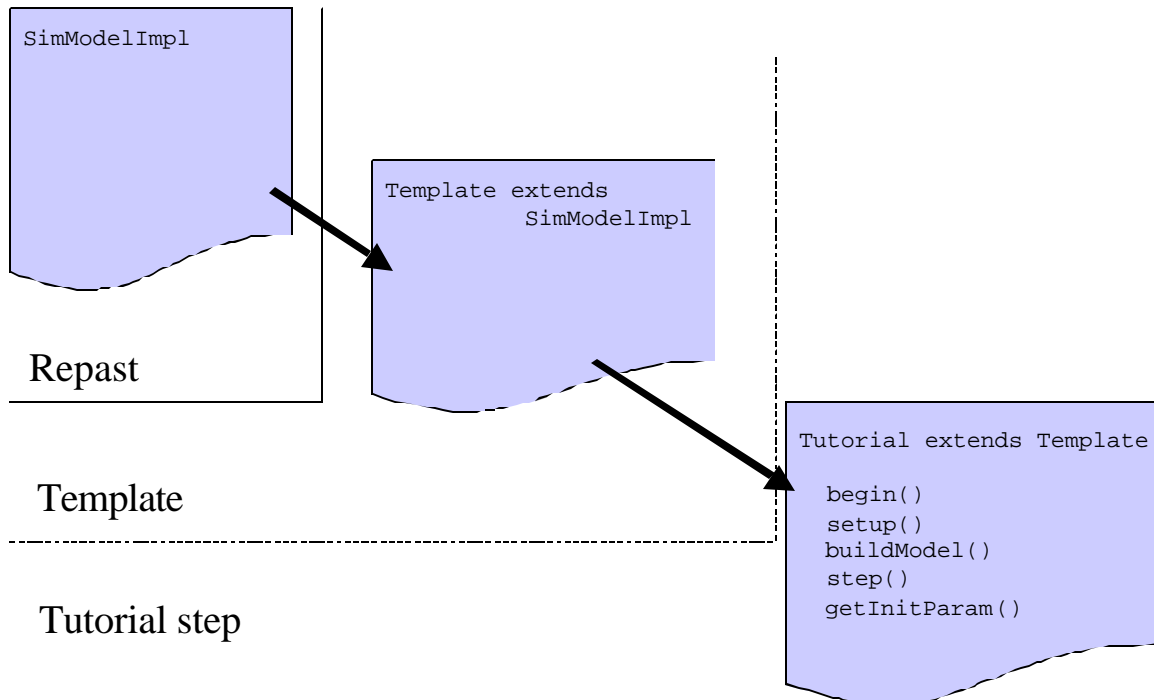 SimModelImpl
Repast
Template extends
SimModelImpl
Template
Tutorial extends Template
begin()
setup()
buildModel()
step()
getInitParam()
Tutorial step